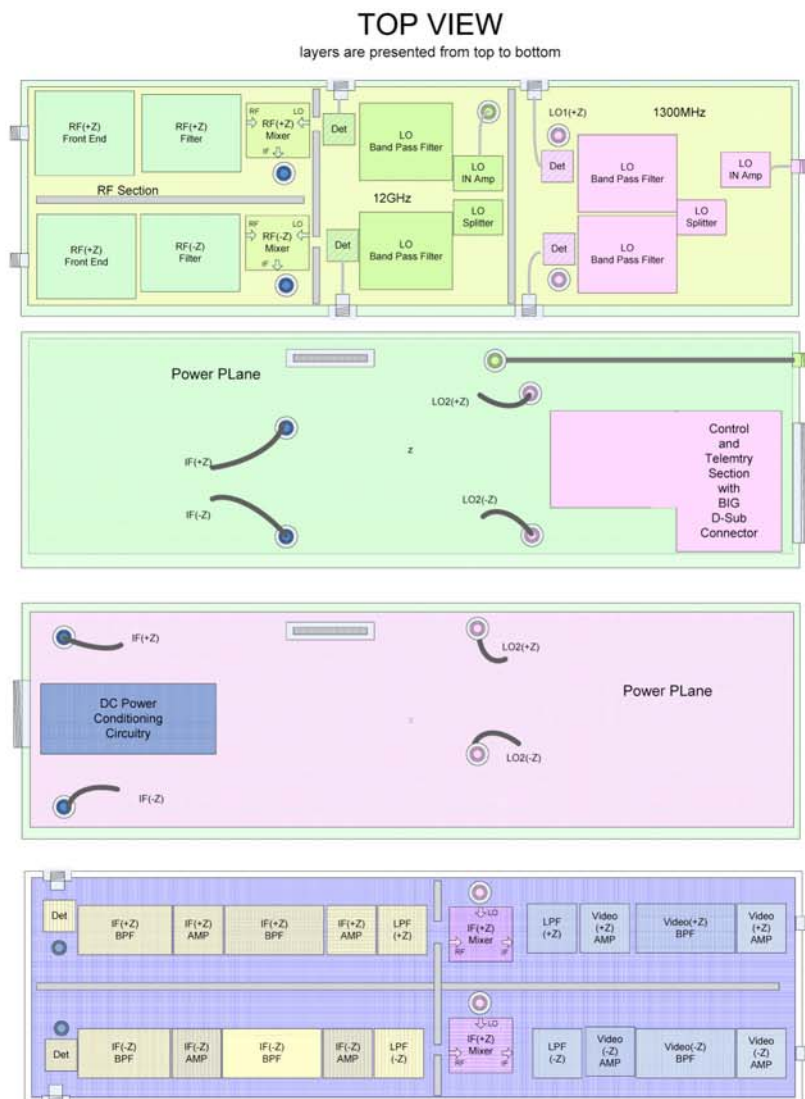 TOP VIEW
layers are presented from top to bottom
RF(+Z)
Front End
RF(+Z)
Filter
RF
LO
RF(+Z)
Mixer
IF
Det
LO
Band Pass Filter
LO
IN Amp
LO1(+Z)
1300MHz
Det
LO
Band Pass Filter
LO
IN Amp
RF Section
12GHz
LO
Splitter
LO
Splitter
RF(+Z)
Front End
RF(-Z)
Filter
RF
LO
RF(-Z)
Mixer
IF
Det
LO
Band Pass Filter
Det
LO
Band Pass Filter
Power PLane
LO2(+Z)
IF(+Z)
z
IF(-Z)
LO2(-Z)
Control
and
Telemtry
Section
with
BIG
D-Sub
Connector
IF(+Z)
LO2(+Z)
DC Power
Conditioning
Circuitry
Power PLane
LO2(-Z)
IF(-Z)
Det
IF(+Z)
BPF
IF(+Z)
AMP
IF(+Z)
BPF
IF(+Z)
AMP
LPF
(+Z)
LO
IF(+Z)
Mixer
RF
IF
LPF
(+Z)
Video
(+Z)
AMP
Video(+Z)
BPF
Video
(+Z)
AMP
Det
IF(-Z)
BPF
IF(-Z)
AMP
IF(-Z)
BPF
IF(-Z)
AMP
LPF
(-Z)
LO
IF(+Z)
Mixer
RF
IF
LPF
(-Z)
Video
(-Z)
AMP
Video(-Z)
BPF
Video
(-Z)
AMP